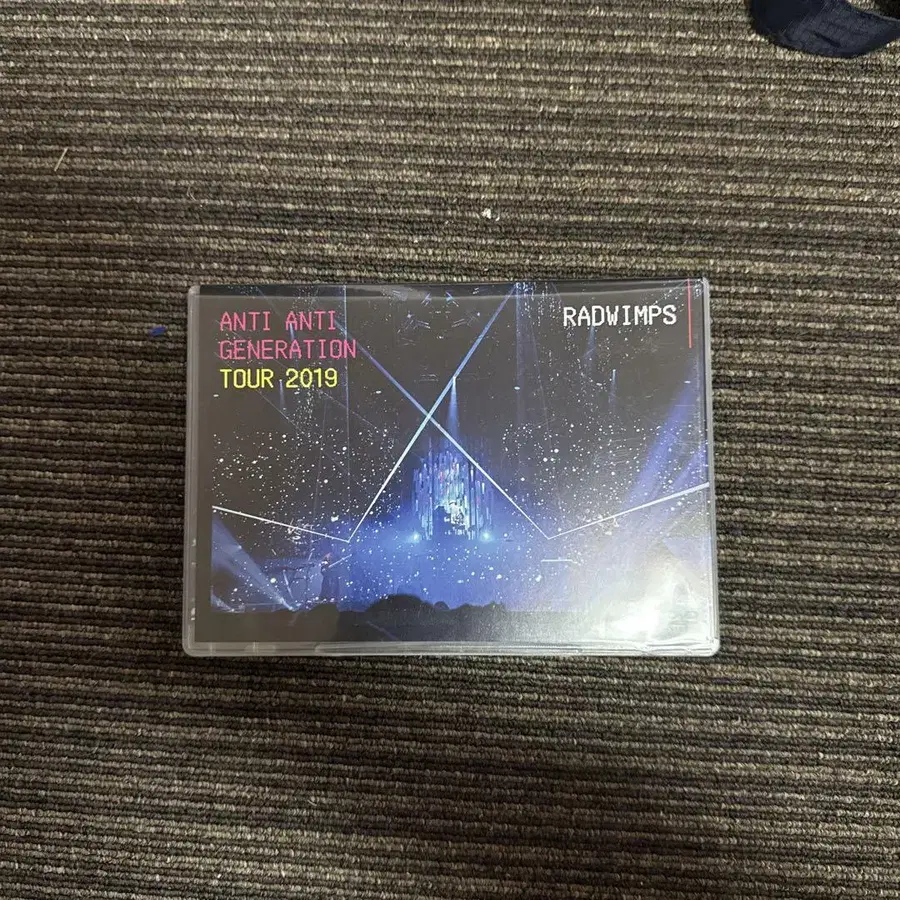 ANTI ANTI
GENERATION
TOUR 2019
RADWIMPS